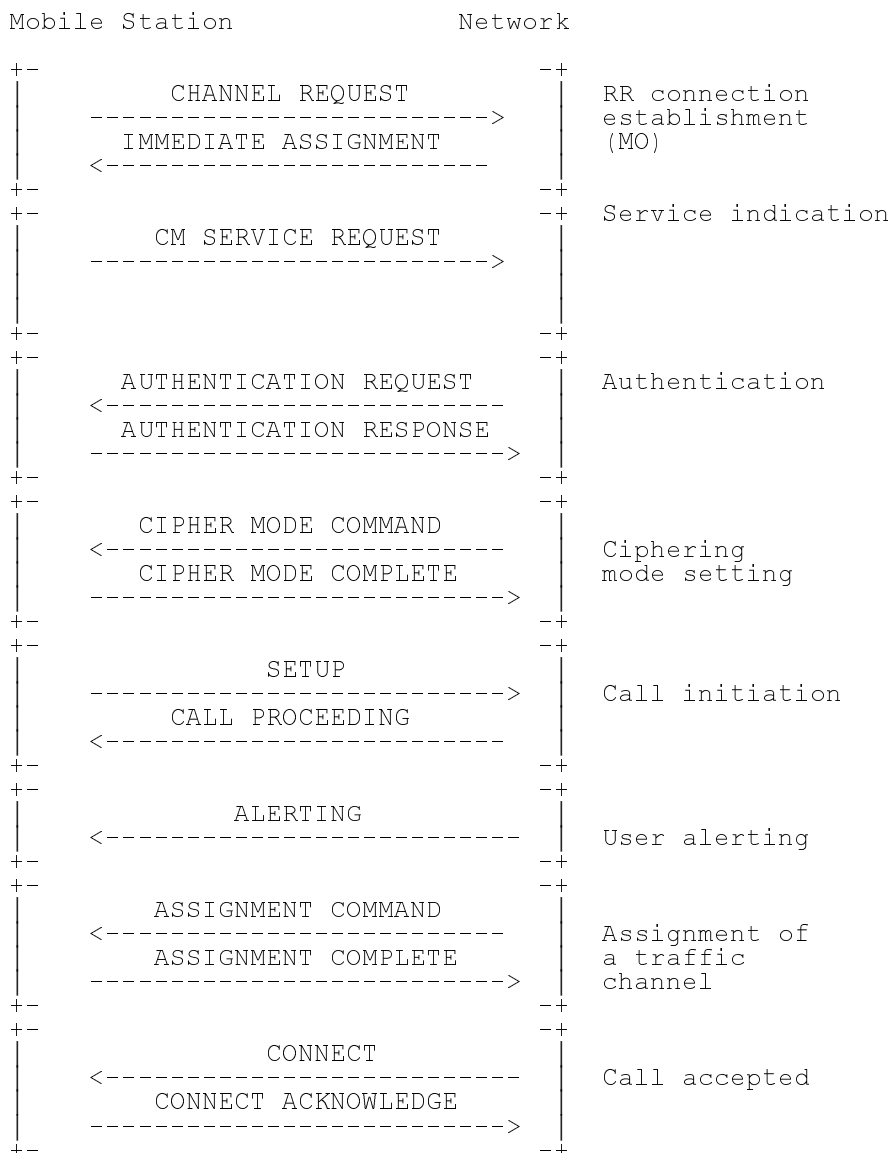 Mobile Station Network
CHANNEL REQUEST RR connection
establishment
IMMEDIATE ASSIGNMENT (MO)
Service indication
CM SERVICE REQUEST
AUTHENTICATION REQUEST Authentication
AUTHENTICATION RESPONSE
CIPHER MODE COMMAND
Ciphering
CIPHER MODE COMPLETE mode setting
SETUP
Call initiation
CALL PROCEEDING
ALERTING
User alerting
ASSIGNMENT COMMAND
Assignment of
ASSIGNMENT COMPLETE a traffic
channel
CONNECT
Call accepted
CONNECT ACKNOWLEDGE